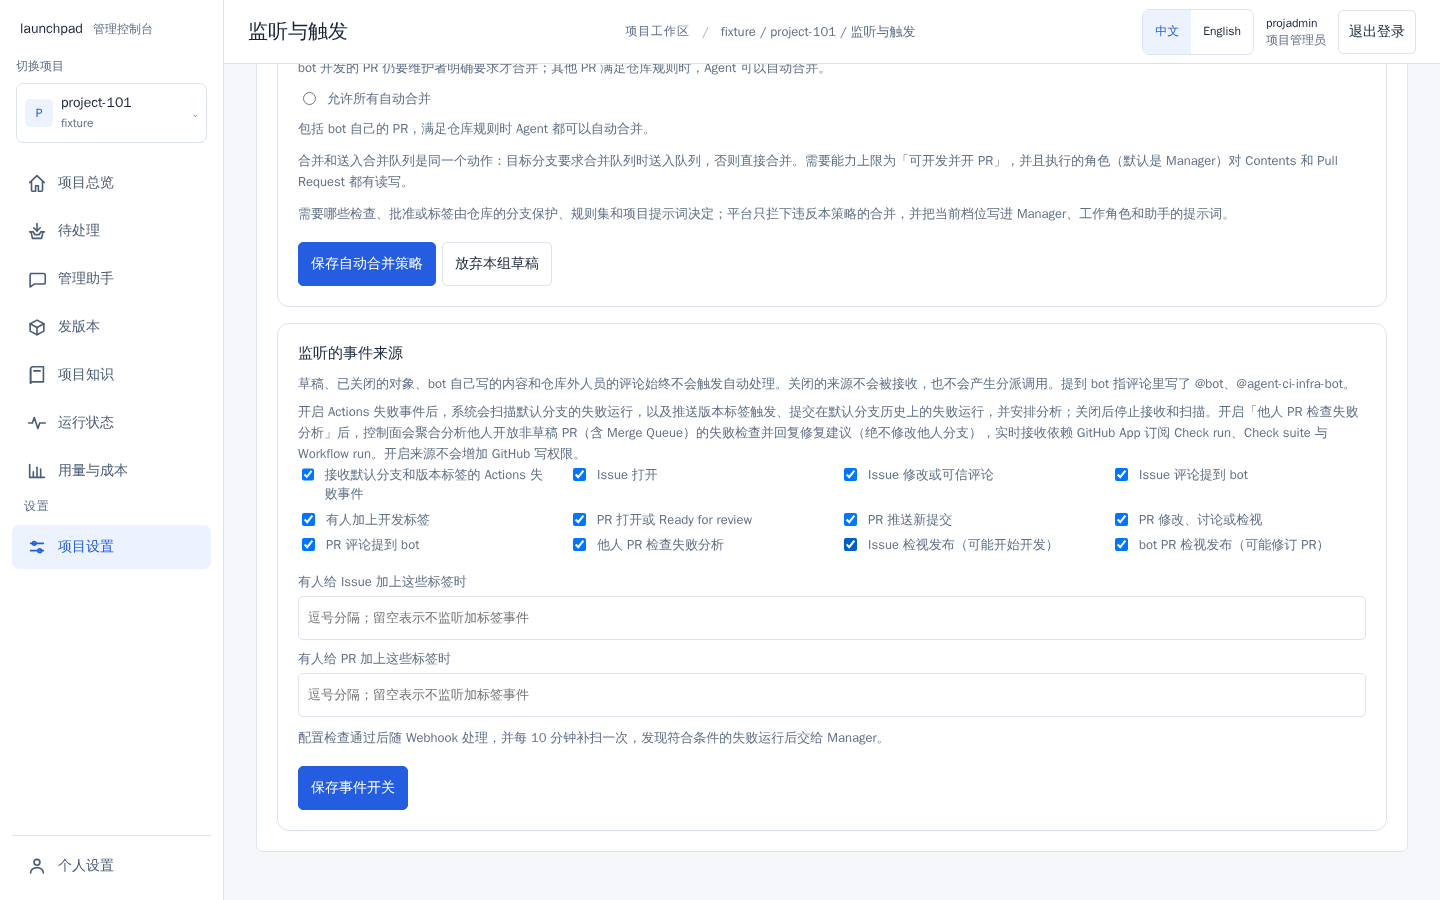 launchpad 管理控制台
切换项目
P
project-101
fixture
项目总览
待处理
管理助手
发版本
项目知识
运行状态
用量与成本
设置
项目设置
个人设置
监听与触发
项目工作区 / fixture / project-101 / 监听与触发
中文 English
projadmin
项目管理员
退出登录
bot 开发的 PR 仍要维护者明确要求才合并；其他 PR 满足仓库规则时，Agent 可以自动合并。
允许所有自动合并
包括 bot 自己的 PR，满足仓库规则时 Agent 都可以自动合并。
合并和送入合并队列是同一个动作：目标分支要求合并队列时送入队列，否则直接合并。需要能力上限为「可开发并开 PR」，并且执行的角色（默认是 Manager）对 Contents 和 Pull
Request 都有读写。
需要哪些检查、批准或标签由仓库的分支保护、规则集和项目提示词决定；平台只拦下违反本策略的合并，并把当前档位写进 Manager、工作角色和助手的提示词。
保存自动合并策略 放弃本组草稿
监听的事件来源
草稿、已关闭的对象、bot 自己写的内容和仓库外人员的评论始终不会触发自动处理。关闭的来源不会被接收，也不会产生分派调用。提到 bot 指评论里写了 @bot、@agent-ci-infra-bot。
开启 Actions 失败事件后，系统会扫描默认分支的失败运行，以及推送版本标签触发、提交在默认分支历史上的失败运行，并安排分析；关闭后停止接收和扫描。开启「他人 PR 检查失败
分析」后，控制面会聚合分析他人开放非草稿 PR（含 Merge Queue）的失败检查并回复修复建议（绝不修改他人分支），实时接收依赖 GitHub App 订阅 Check run、Check suite 与
Workflow run。开启来源不会增加 GitHub 写权限。
接收默认分支和版本标签的 Actions 失
败事件
Issue 打开
Issue 修改或可信评论
Issue 评论提到 bot
有人加上开发标签
PR 打开或 Ready for review
PR 推送新提交
PR 修改、讨论或检视
PR 评论提到 bot
他人 PR 检查失败分析
Issue 检视发布（可能开始开发）
bot PR 检视发布（可能修订 PR）
有人给 Issue 加上这些标签时
逗号分隔；留空表示不监听加标签事件
有人给 PR 加上这些标签时
逗号分隔；留空表示不监听加标签事件
配置检查通过后随 Webhook 处理，并每 10 分钟补扫一次，发现符合条件的失败运行后交给 Manager。
保存事件开关